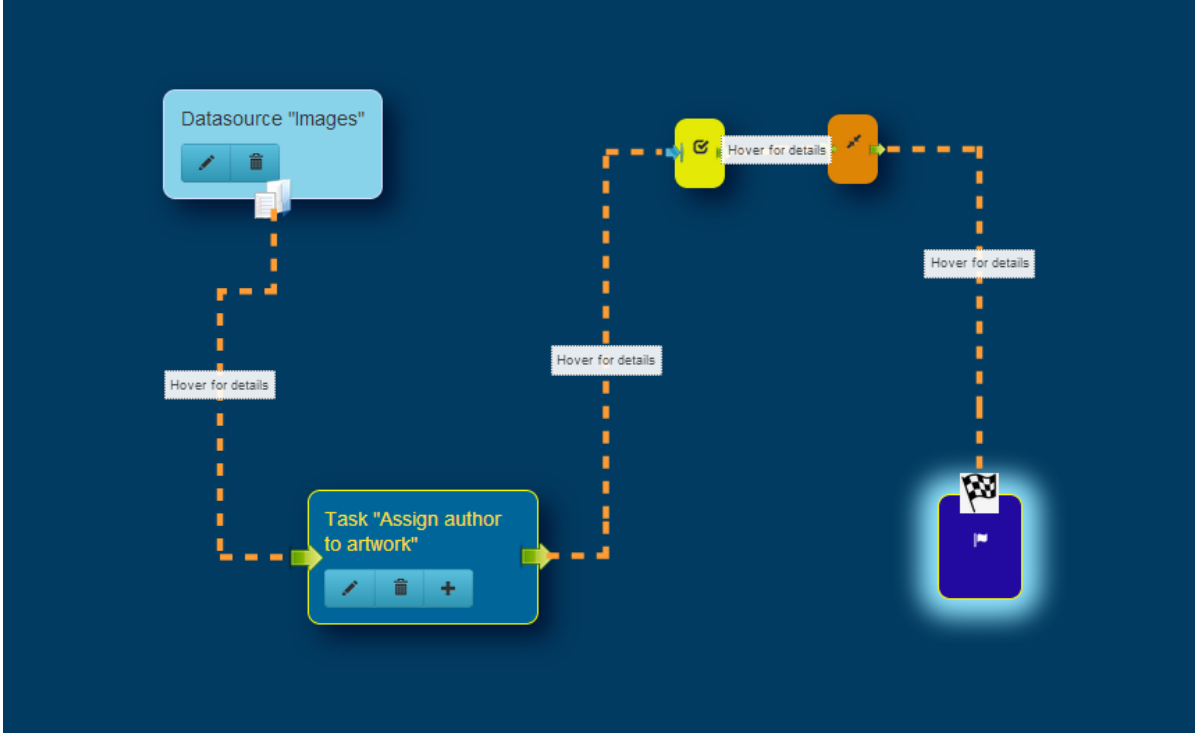 Datasource "Images"
Hover for details
Hover for details
Hover for details
Hover for details
Task "Assign author
to artwork"